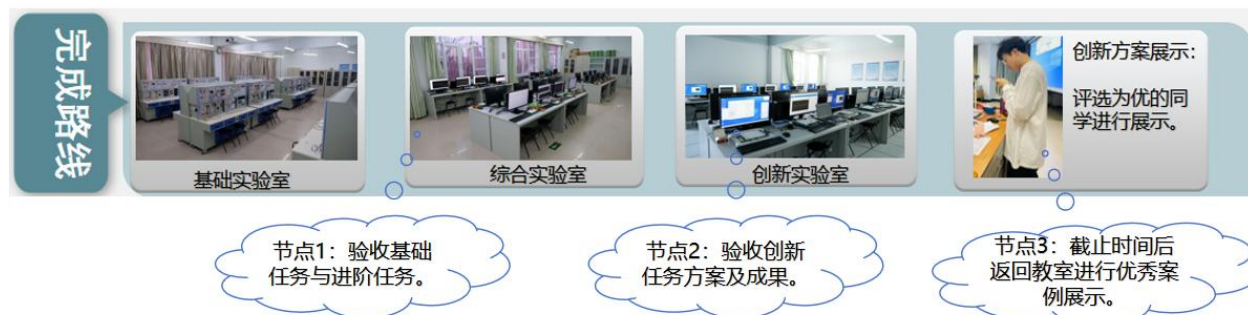 完成路线
基础实验室
综合实验室
创新实验室
创新方案展示：
评选为优的同
学进行展示。
节点1：验收基础
任务与进阶任务。
节点2：验收创新
任务方案及成果。
节点3：截止时间后
返回教室进行优秀案
例展示。